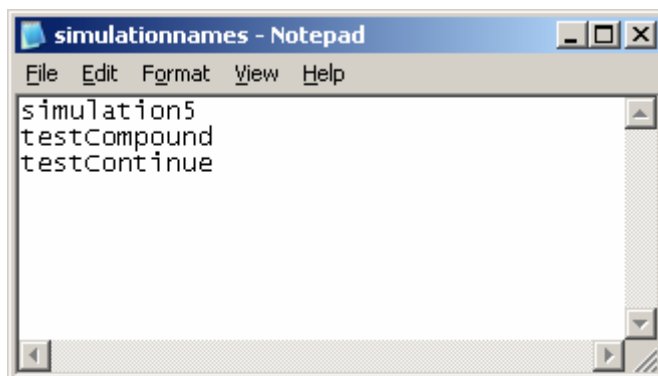 simulationnames - Notepad
File Edit Format View Help
simulation5
testCompound
testContinue